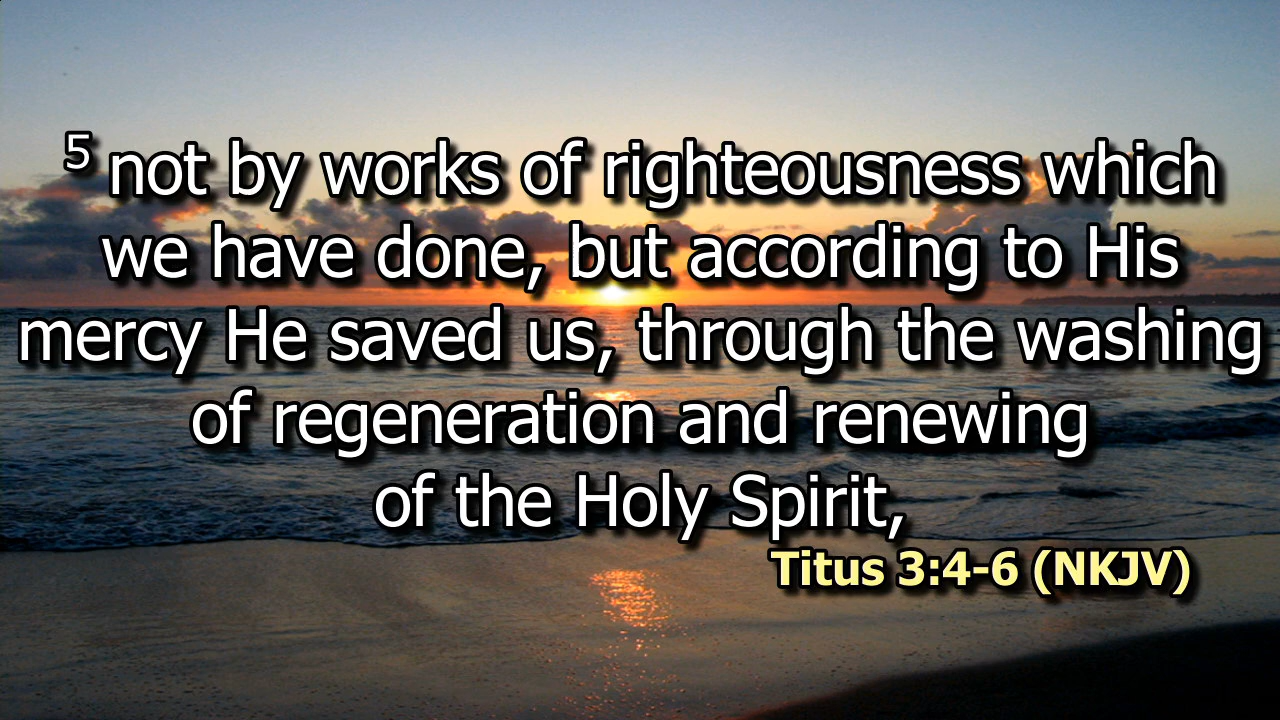 5 not by works of righteousness which
we have done, but according to His
mercy He saved us, through the washing
of regeneration and renewing
of the Holy Spirit,
Titus 3:4-6 (NKJV)